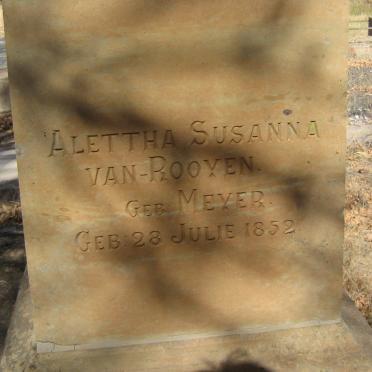 ALETTHA SUSANNA
VAN-ROOYEN.
GEB. MEYER.
GEB: 28 JULIE 1852